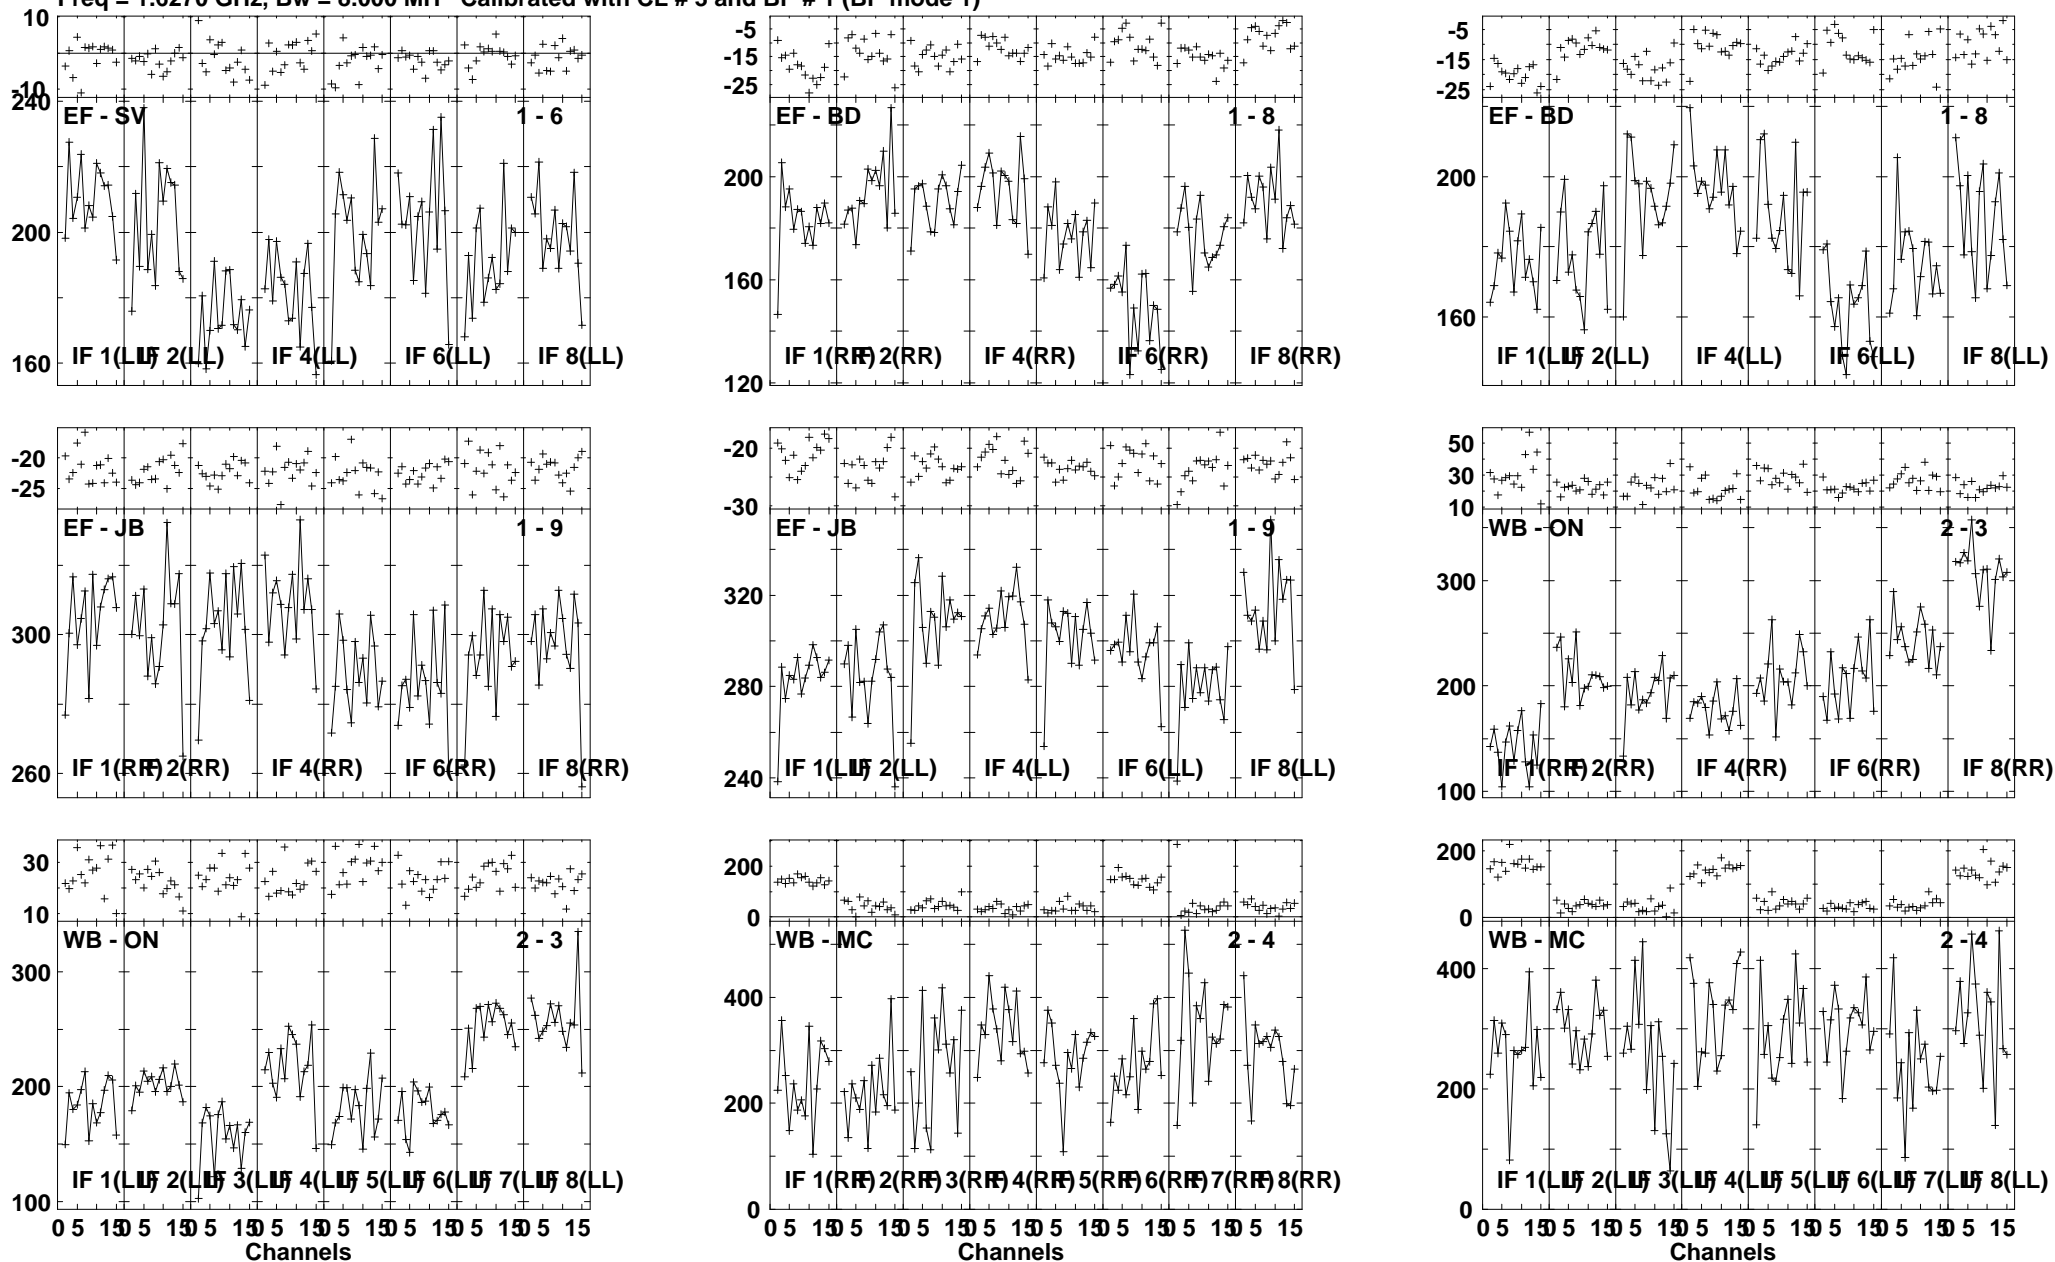 Freq = 1.6270 GHz, Bw = 8.000 MH Calibrated with CL # 3 and BP # 1 (BP mode 1)
10
-10
-5
-15
-25
-5
-15
-25
240
200
160
EF - SV 1 - 6
IF 1(LL) IF 2(LL) IF 4(LL) IF 6(LL) IF 8(LL)
200
160
120
EF - BD 1 - 8
IF 1(RR) IF 2(RR) IF 4(RR) IF 6(RR) IF 8(RR)
200
160
EF - BD 1 - 8
IF 1(LL) IF 2(LL) IF 4(LL) IF 6(LL) IF 8(LL)
-20
-25
-20
-30
50
30
10
300
260
EF - JB 1 - 9
IF 1(RR) IF 2(RR) IF 4(RR) IF 6(RR) IF 8(RR)
320
280
240
EF - JB 1 - 9
IF 1(LL) IF 2(LL) IF 4(LL) IF 6(LL) IF 8(LL)
300
200
100
WB - ON 2 - 3
IF 1(RR) IF 2(RR) IF 4(RR) IF 6(RR) IF 8(RR)
30
10
200
0
200
0
300
200
100
WB - ON 2 - 3
IF 1(LL) IF 2(LL) IF 3(LL) IF 4(LL) IF 5(LL) IF 6(LL) IF 7(LL) IF 8(LL)
0 5 15 0 5 15 0 5 15 0 5 15 0 5 15 0 5 15 0 5 15 0 5 15
Channels
400
200
0
WB - MC 2 - 4
IF 1(RR) IF 2(RR) IF 3(RR) IF 4(RR) IF 5(RR) IF 6(RR) IF 7(RR) IF 8(RR)
0 5 15 0 5 15 0 5 15 0 5 15 0 5 15 0 5 15 0 5 15 0 5 15
Channels
400
200
0
WB - MC 2 - 4
IF 1(LL) IF 2(LL) IF 3(LL) IF 4(LL) IF 5(LL) IF 6(LL) IF 7(LL) IF 8(LL)
0 5 15 0 5 15 0 5 15 0 5 15 0 5 15 0 5 15 0 5 15 0 5 15
Channels